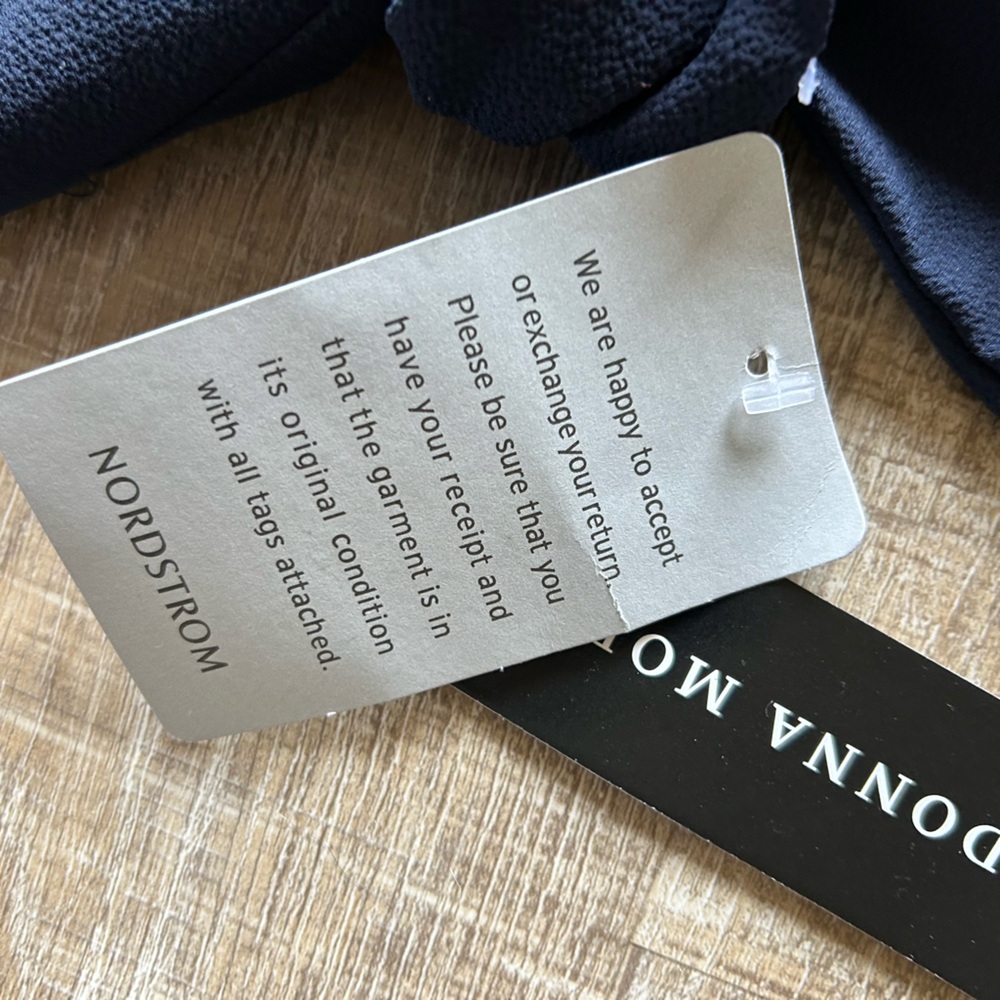 We are happy to accept
or exchange your return.
Please be sure that you
have your receipt and
that the garment is in
its original condition
with all tags attached.
NORDSTROM
DONNA MO